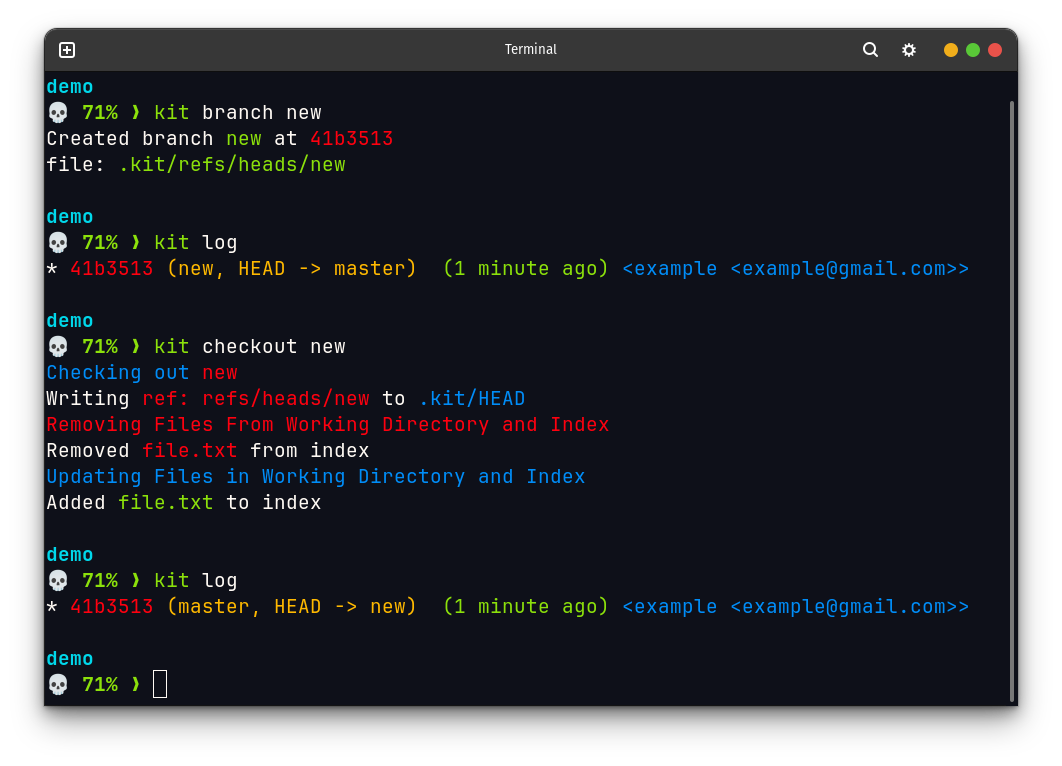 Terminal
demo
💀 71% ❱ kit branch new
Created branch new at 41b3513
file: .kit/refs/heads/new
demo
💀 71% ❱ kit log
* 41b3513 (new, HEAD -> master)  (1 minute ago) <example <example@gmail.com>>
demo
💀 71% ❱ kit checkout new
Checking out new
Writing ref: refs/heads/new to .kit/HEAD
Removing Files From Working Directory and Index
Removed file.txt from index
Updating Files in Working Directory and Index
Added file.txt to index
demo
💀 71% ❱ kit log
* 41b3513 (master, HEAD -> new)  (1 minute ago) <example <example@gmail.com>>
demo
💀 71% ❱